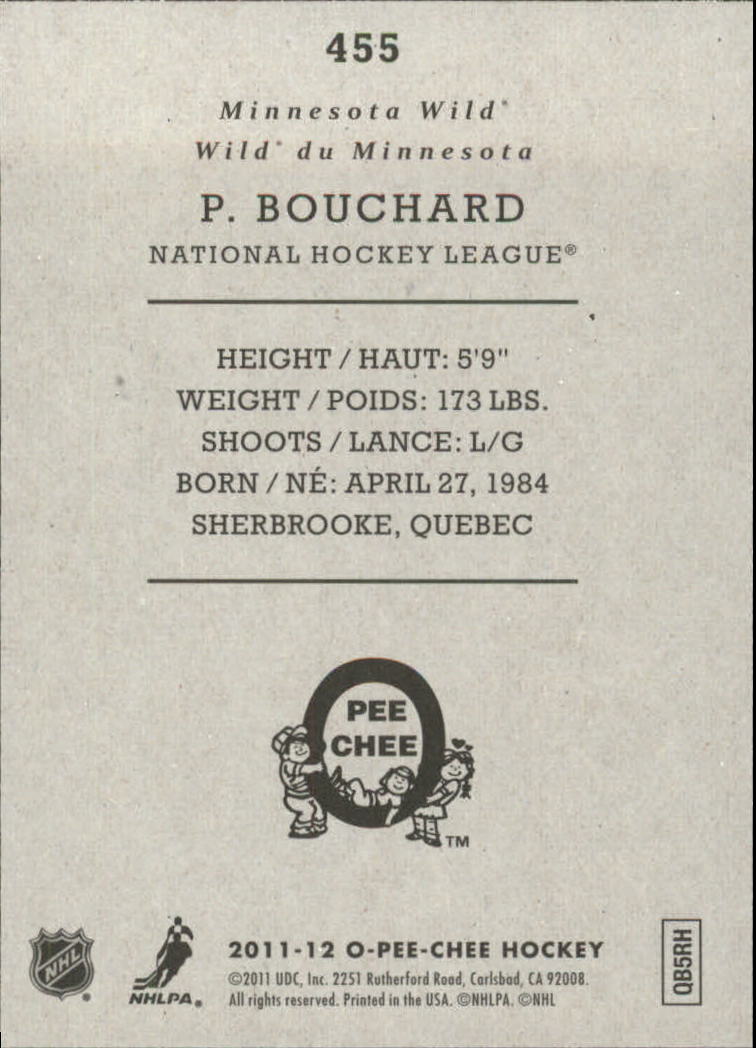 455
Minnesota Wild®
Wild® du Minnesota
P. BOUCHARD
NATIONAL HOCKEY LEAGUE®
HEIGHT / HAUT: 5'9"
WEIGHT / POIDS: 173 LBS.
SHOOTS / LANCE: L/G
BORN / NÉ: APRIL 27, 1984
SHERBROOKE, QUEBEC
O
PEE
CHEE
TM
NHL ®
NHLPA®
2011-12 O-PEE-CHEE HOCKEY
©2011 UDC, Inc. 2251 Rutherford Road, Carlsbad, CA 92008.
All rights reserved. Printed in the USA. ©NHLPA. ©NHL
QB5RH